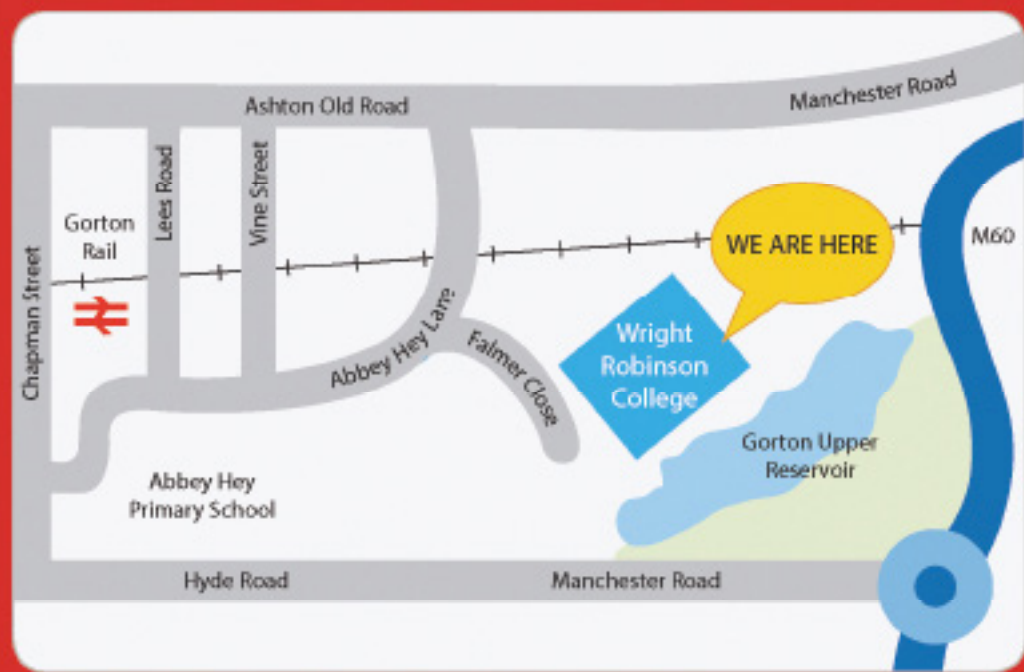 Ashton Old Road
Manchester Road
Lees Road
Vine Street
Gorton
Rail
WE ARE HERE
M60
Chapman Street
Abbey Hey Lane
Falmer Close
Wright
Robinson
College
Gorton Upper
Reservoir
Abbey Hey
Primary School
Hyde Road
Manchester Road